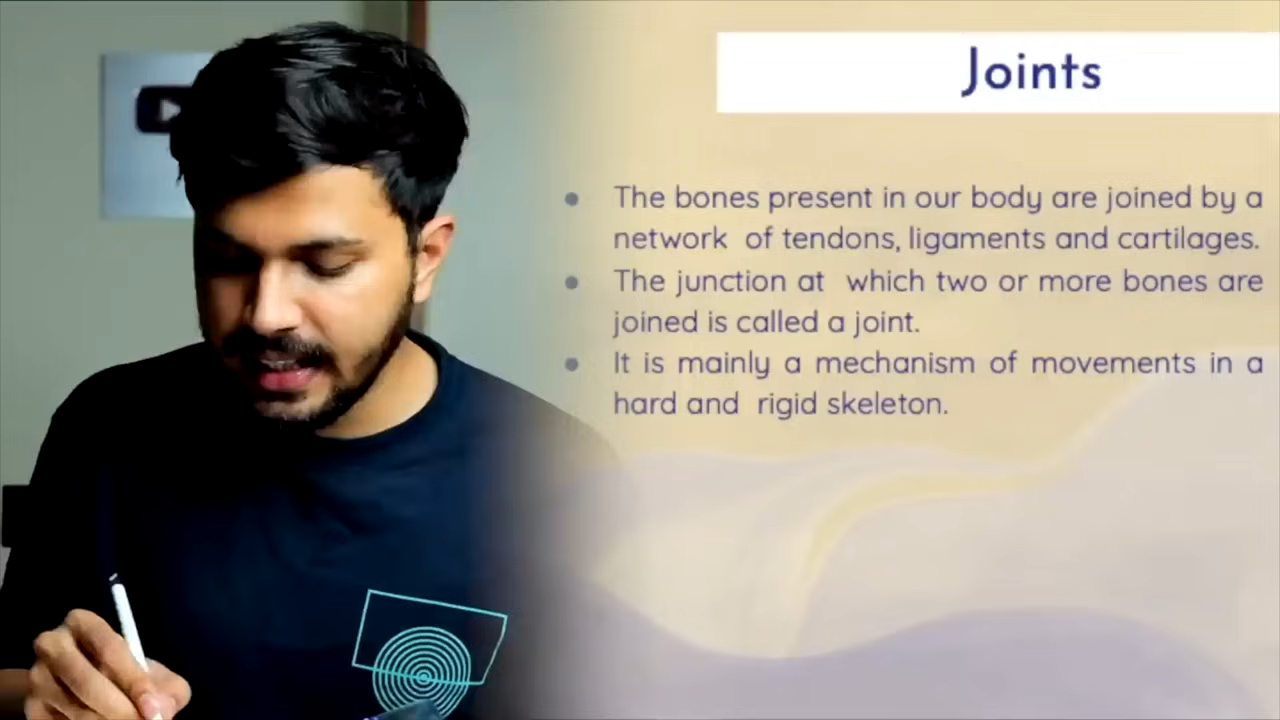 Joints
• The bones present in our body are joined by a
network of tendons, ligaments and cartilages.
• The junction at which two or more bones are
joined is called a joint.
• It is mainly a mechanism of movements in a
hard and rigid skeleton.